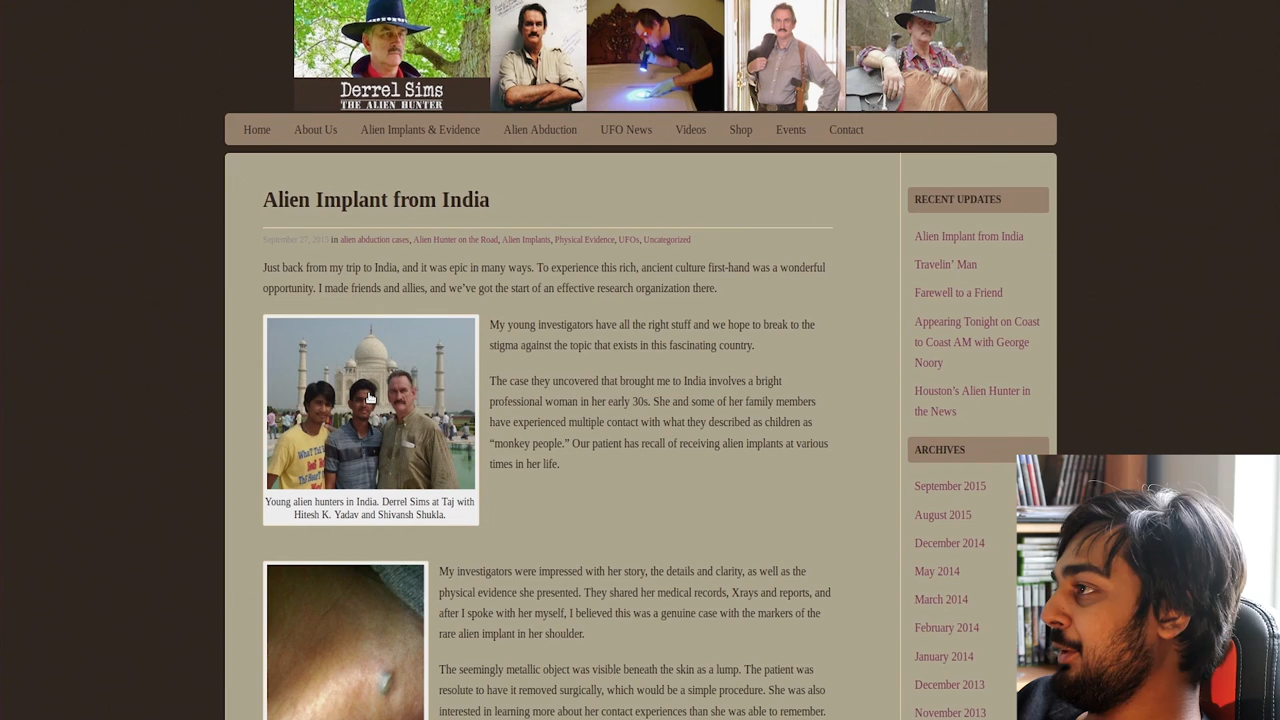 Derrel Sims
THE ALIEN HUNTER
Home About Us Alien Implants & Evidence Alien Abduction UFO News Videos Shop Events Contact
Alien Implant from India
September 27, 2015 in alien abduction cases, Alien Hunter on the Road, Alien Implants, Physical Evidence, UFOs, Uncategorized
Just back from my trip to India, and it was epic in many ways. To experience this rich, ancient culture first-hand was a wonderful
opportunity. I made friends and allies, and we’ve got the start of an effective research organization there.
My young investigators have all the right stuff and we hope to break to the
stigma against the topic that exists in this fascinating country.
The case they uncovered that brought me to India involves a bright
professional woman in her early 30s. She and some of her family members
have experienced multiple contact with what they described as children as
“monkey people.” Our patient has recall of receiving alien implants at various
times in her life.
Young alien hunters in India. Derrel Sims at Taj with
Hitesh K. Yadav and Shivansh Shukla.
My investigators were impressed with her story, the details and clarity, as well as the
physical evidence she presented. They shared her medical records, Xrays and reports, and
after I spoke with her myself, I believed this was a genuine case with the markers of the
rare alien implant in her shoulder.
The seemingly metallic object was visible beneath the skin as a lump. The patient was
resolute to have it removed surgically, which would be a simple procedure. She was also
interested in learning more about her contact experiences than she was able to remember.
RECENT UPDATES
Alien Implant from India
Travelin’ Man
Farewell to a Friend
Appearing Tonight on Coast
to Coast AM with George
Noory
Houston’s Alien Hunter in
the News
ARCHIVES
September 2015
August 2015
December 2014
May 2014
March 2014
February 2014
January 2014
December 2013
November 2013